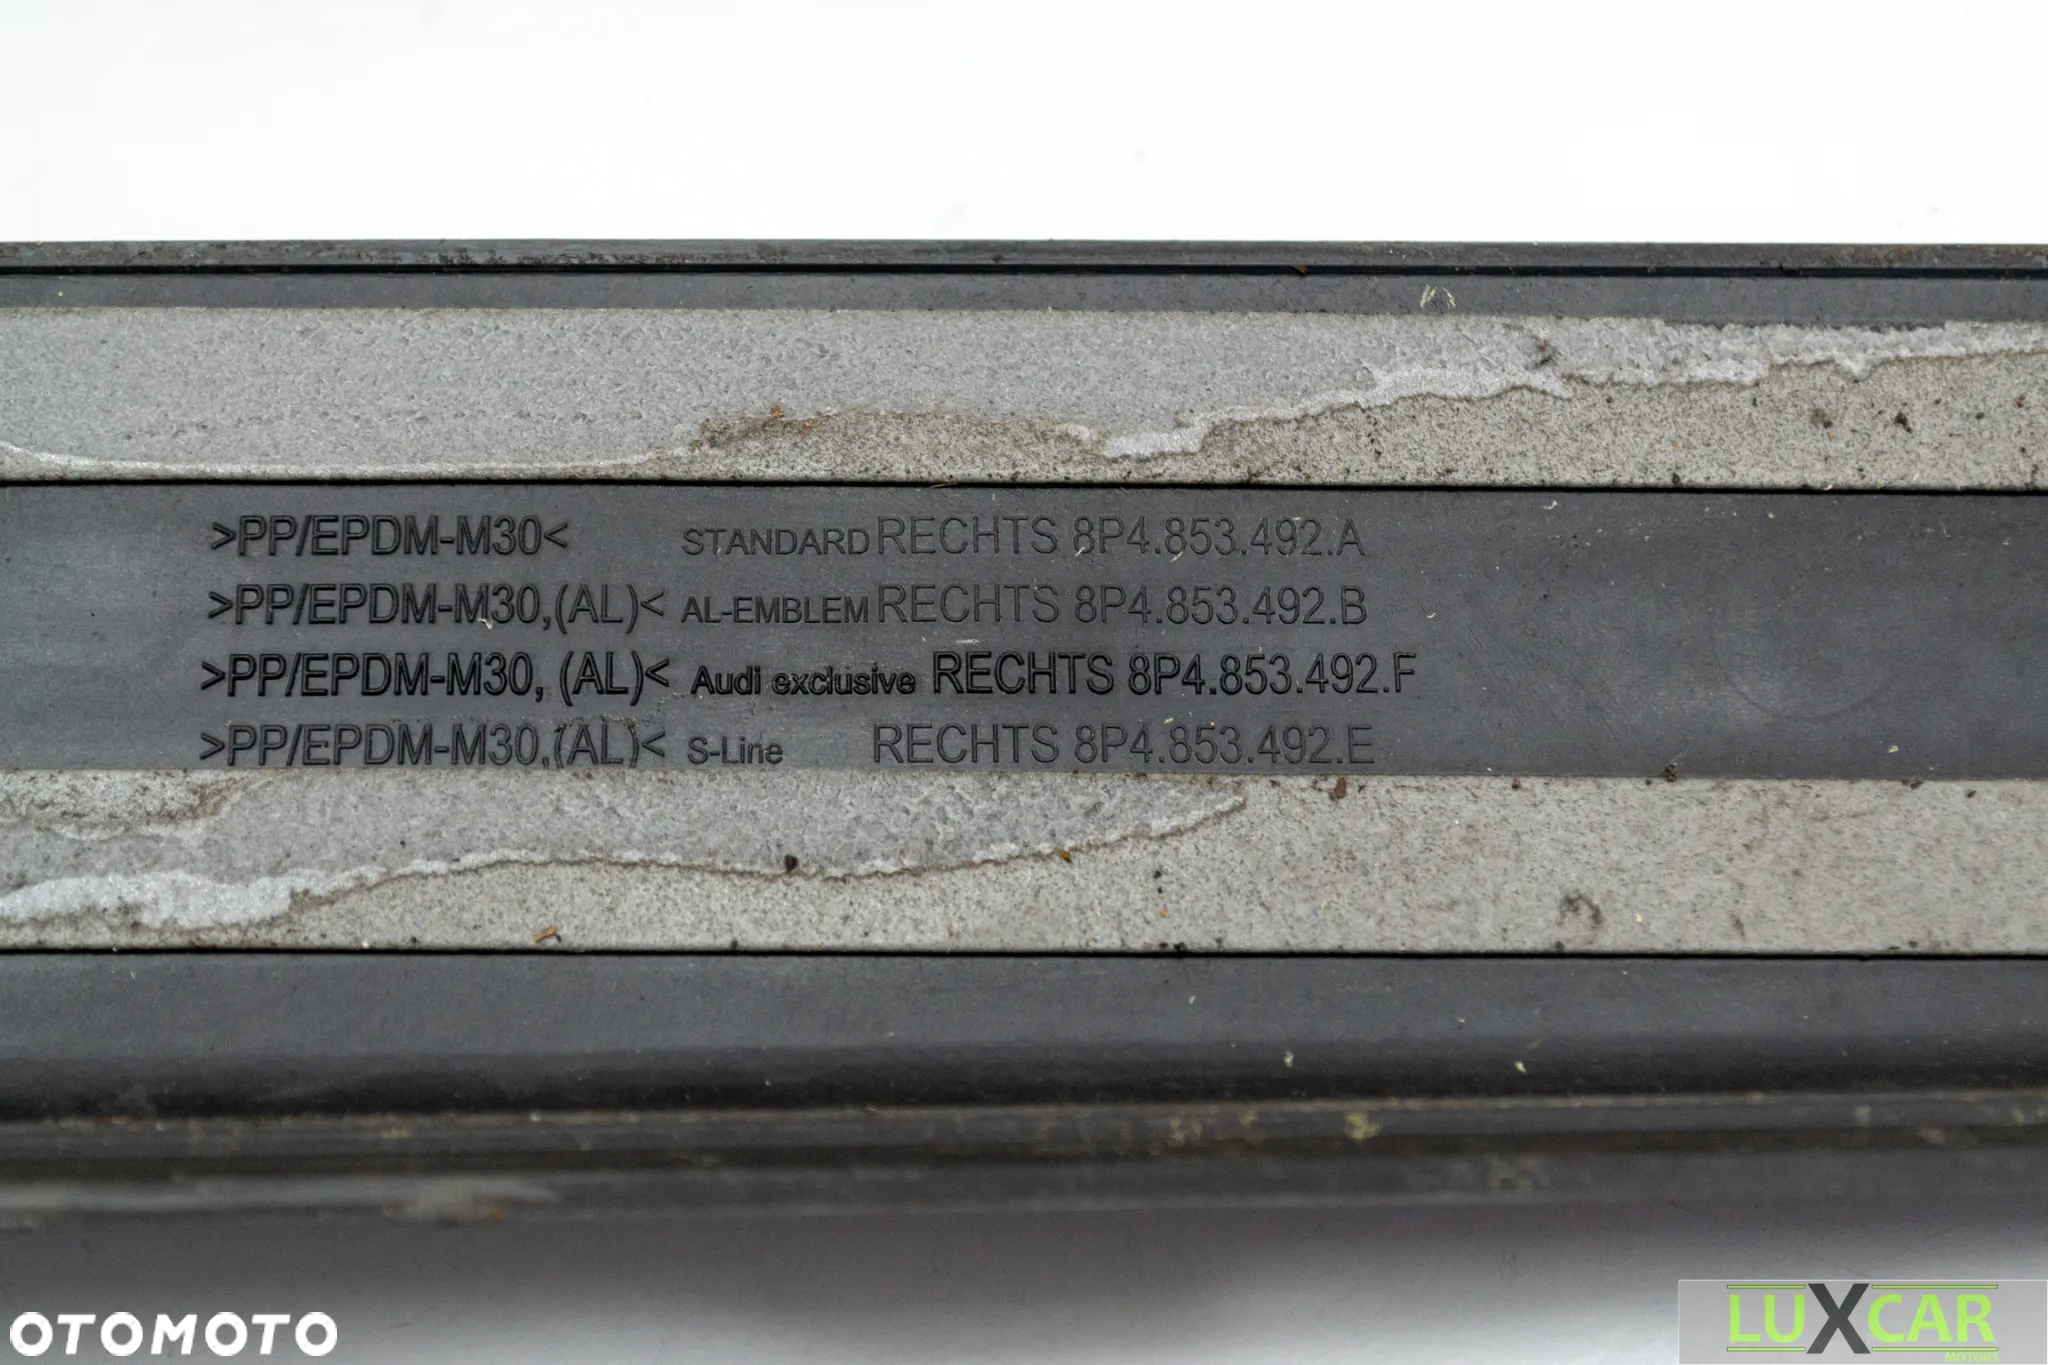 >PP/EPDM-M30< STANDARD RECHTS 8P4.853.492.A
>PP/EPDM-M30,(AL)< AL-EMBLEM RECHTS 8P4.853.492.B
>PP/EPDM-M30, (AL)< Audi exclusive RECHTS 8P4.853.492.F
>PP/EPDM-M30,(AL)< S-Line RECHTS 8P4.853.492.E
OTOMOTO
LUXCAR
MOTORS